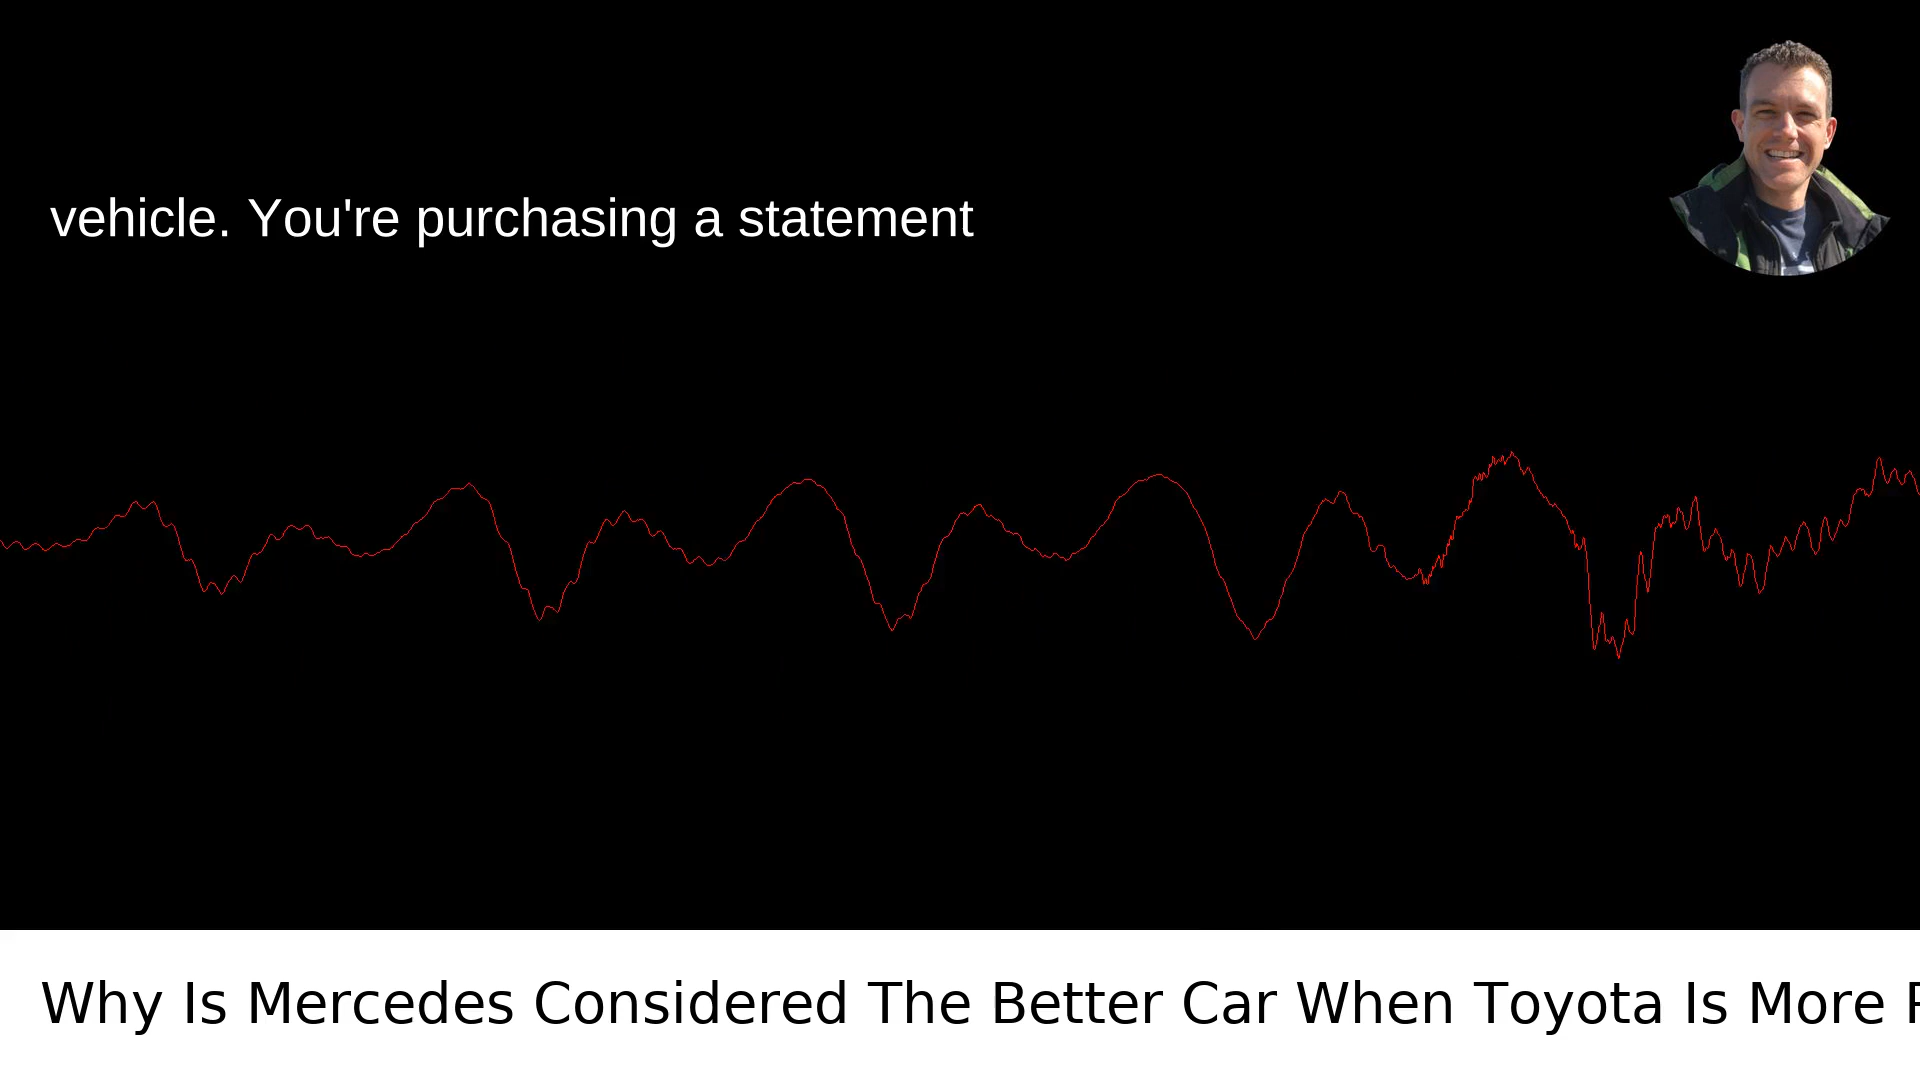 vehicle. You're purchasing a statement
Why Is Mercedes Considered The Better Car When Toyota Is More